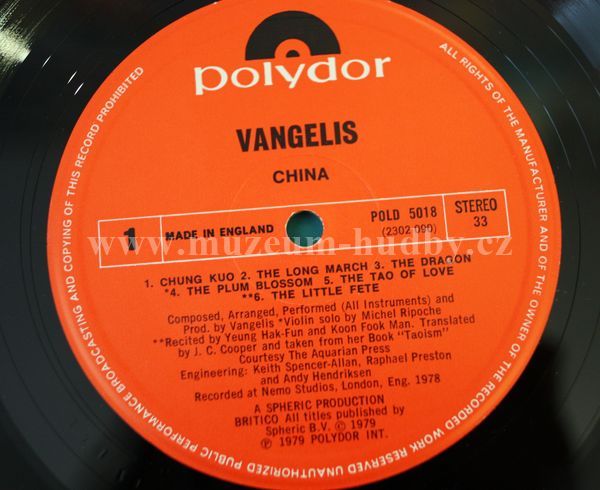 polydor
VANGELIS
CHINA
1 MADE IN ENGLAND POLD 5018 (2302 090) STEREO 33
1. CHUNG KUO 2. THE LONG MARCH 3. THE DRAGON
*4. THE PLUM BLOSSOM 5. THE TAO OF LOVE
**6. THE LITTLE FETE
Composed, Arranged, Performed (All Instruments) and
Prod. by Vangelis *Violin solo by Michel Ripoche
**Recited by Yeung Hak-Fun and Koon Fook Man. Translated
by J. C. Cooper and taken from her Book "Taoism"
Courtesy The Aquarian Press
Engineering: Keith Spencer-Allan, Raphael Preston
and Andy Hendriksen
Recorded at Nemo Studios, London, Eng. 1978
A SPHERIC PRODUCTION
BRITICO All titles published by
Spheric B.V. © 1979
℗ 1979 POLYDOR INT.
ALL RIGHTS OF THE MANUFACTURER AND OF THE OWNER OF THE RECORDED WORK RESERVED UNAUTHORIZED PUBLIC PERFORMANCE BROADCASTING AND COPYING OF THIS RECORD PROHIBITED
www.muzeum-hudby.cz